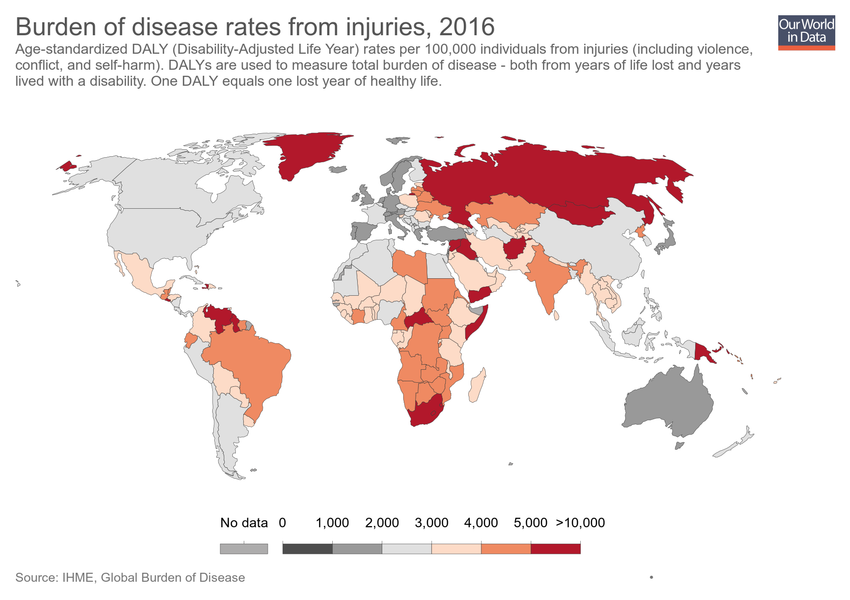 Burden of disease rates from injuries, 2016
Our World
in Data
Age-standardized DALY (Disability-Adjusted Life Year) rates per 100,000 individuals from injuries (including violence,
conflict, and self-harm). DALYs are used to measure total burden of disease - both from years of life lost and years
lived with a disability. One DALY equals one lost year of healthy life.
No data 0 1,000 2,000 3,000 4,000 5,000 >10,000
Source: IHME, Global Burden of Disease